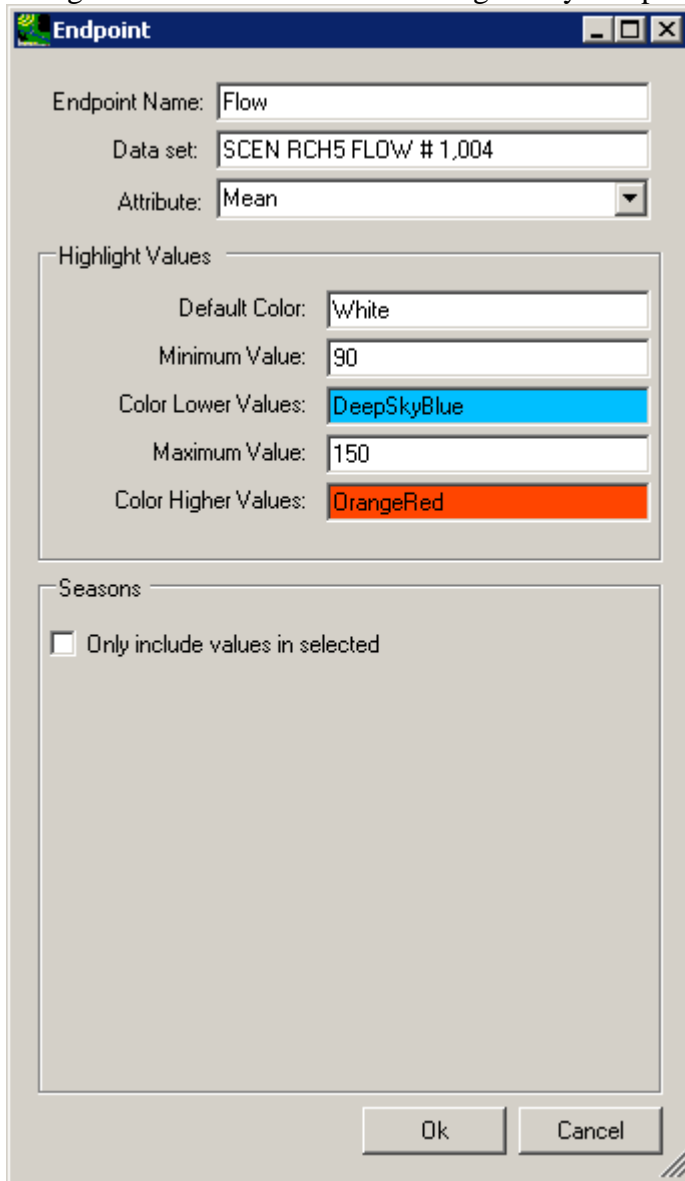 Endpoint
Endpoint Name: Flow
Data set: SCEN RCH5 FLOW # 1,004
Attribute: Mean
Highlight Values
Default Color: White
Minimum Value: 90
Color Lower Values: DeepSkyBlue
Maximum Value: 150
Color Higher Values: OrangeRed
Seasons
Only include values in selected
Ok Cancel